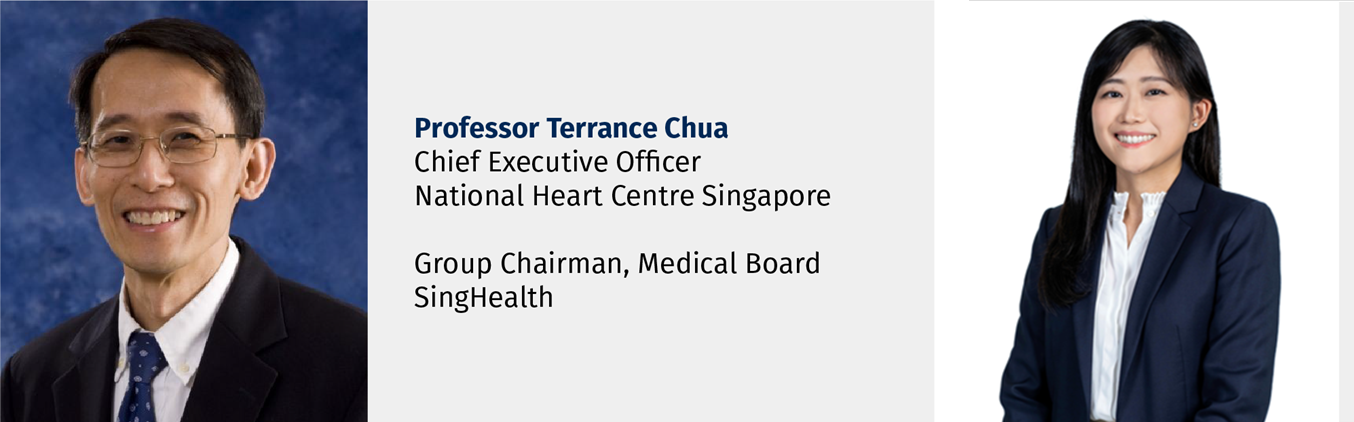 Professor Terrance Chua
Chief Executive Officer
National Heart Centre Singapore
Group Chairman, Medical Board
SingHealth